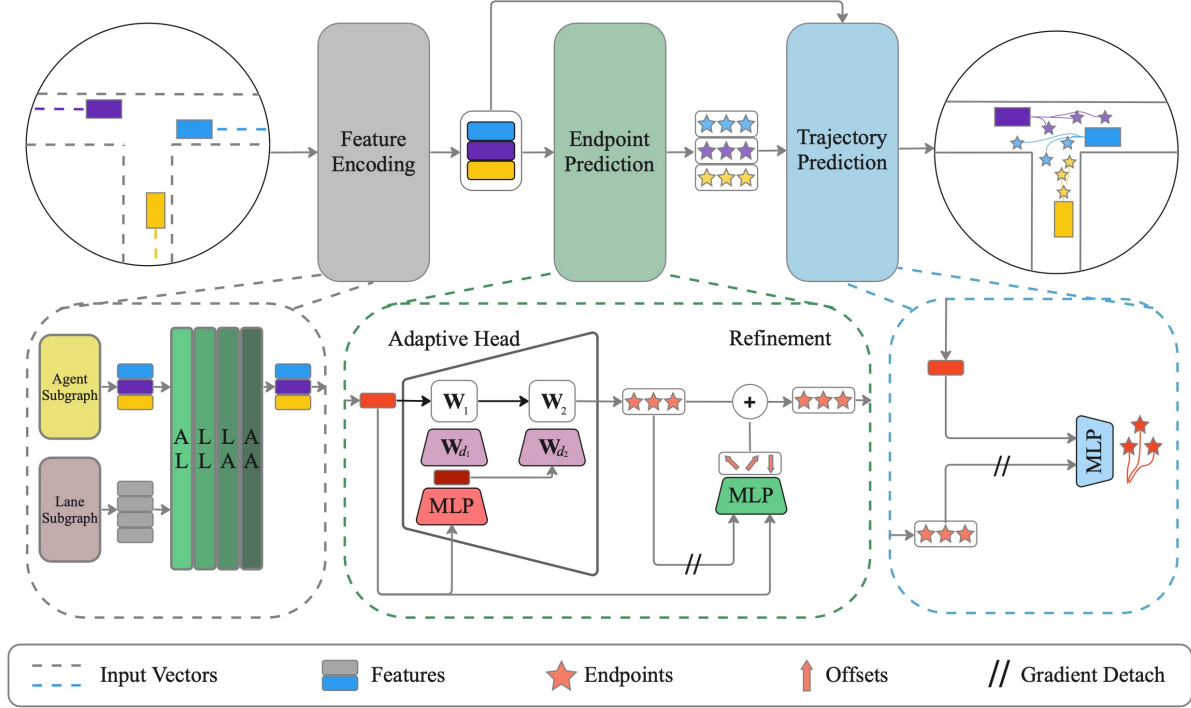 Feature
Encoding
Endpoint
Prediction
Trajectory
Prediction
Agent
Subgraph
Lane
Subgraph
A L L A
L L A A
Adaptive Head
W1 W2
Wd1 Wd2
MLP
Refinement
+
MLP
//
MLP
//
Input Vectors
Features
Endpoints
Offsets
// Gradient Detach